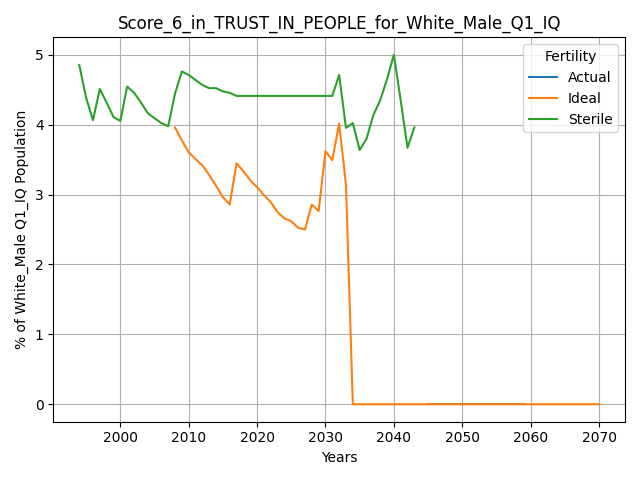 Score_6_in_TRUST_IN_PEOPLE_for_White_Male_Q1_IQ
Fertility
Actual
Ideal
Sterile
% of White_Male Q1_IQ Population
5
4
3
2
1
0
2000 2010 2020 2030 2040 2050 2060 2070
Years